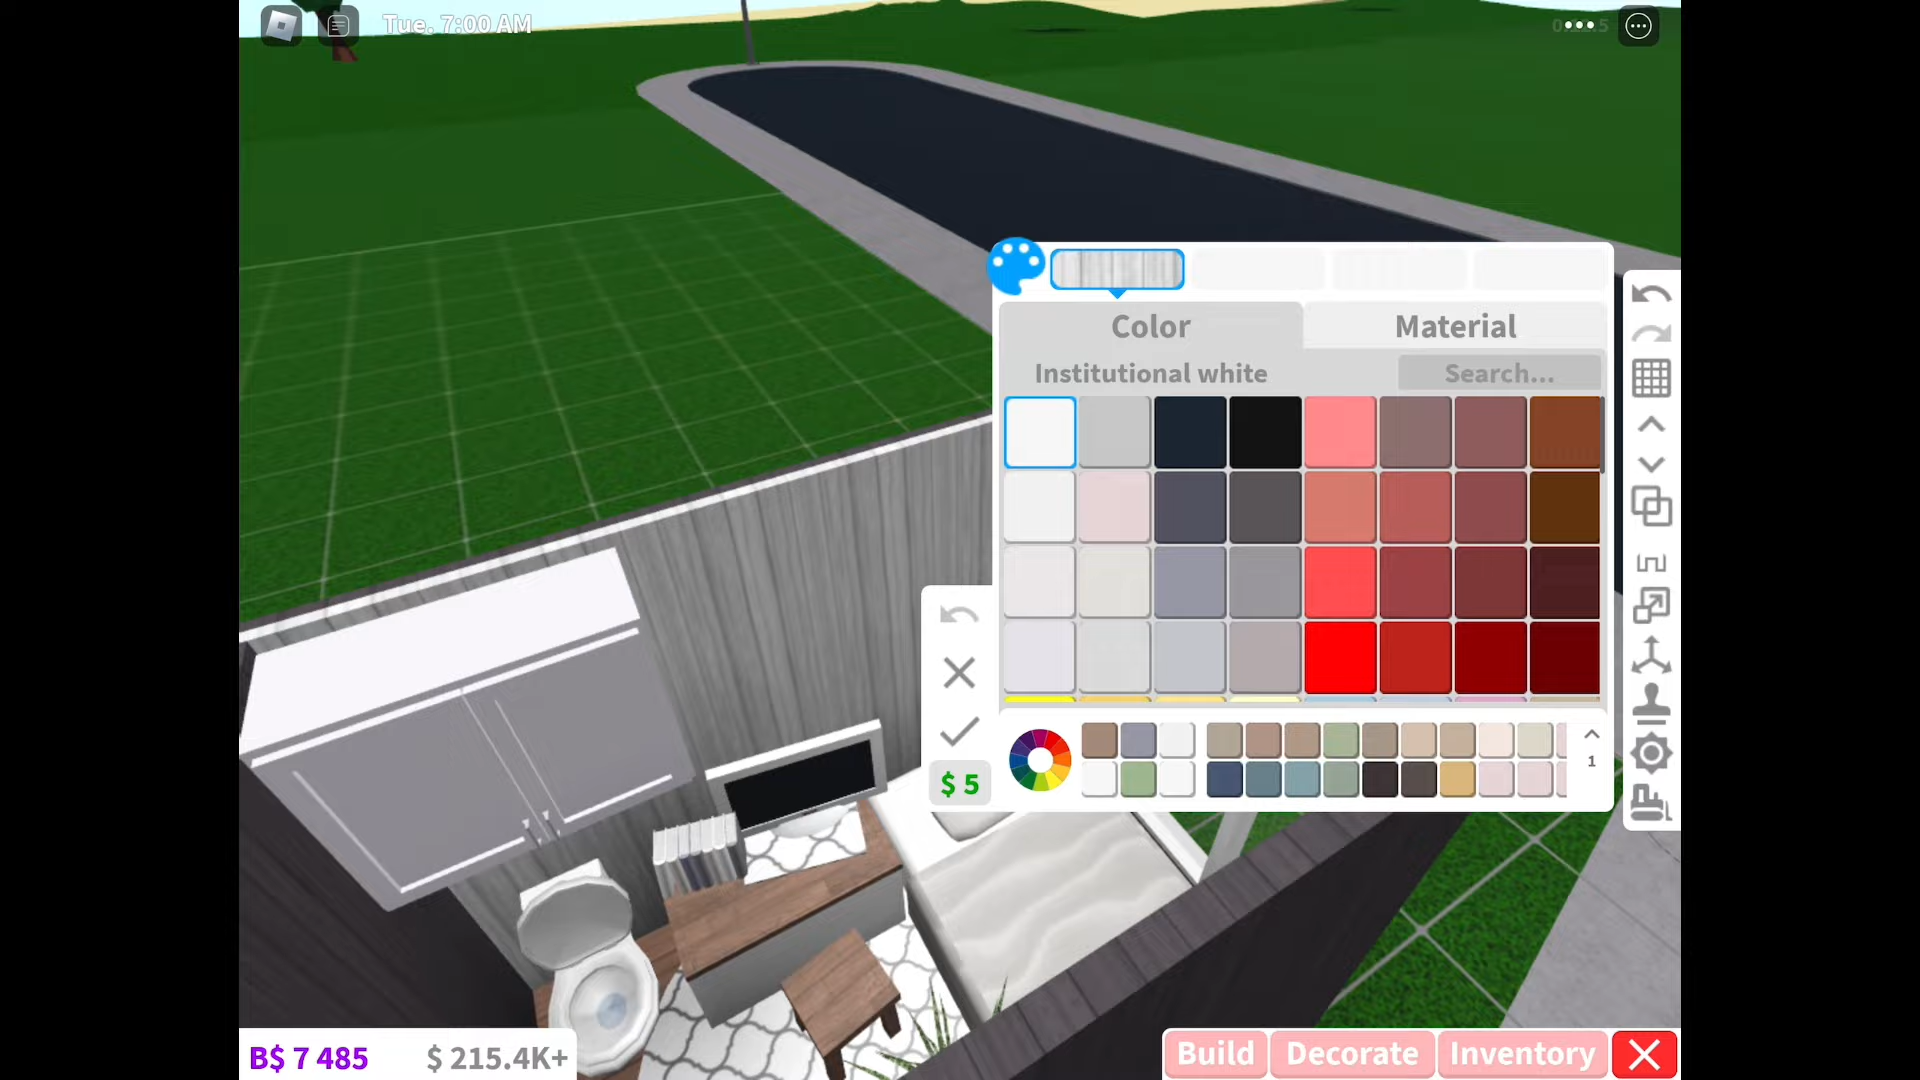 Tue. 7:00 AM
Color
Material
Institutional white
Search...
1
$ 5
B$ 7 485
$ 215.4K+
Build
Decorate
Inventory